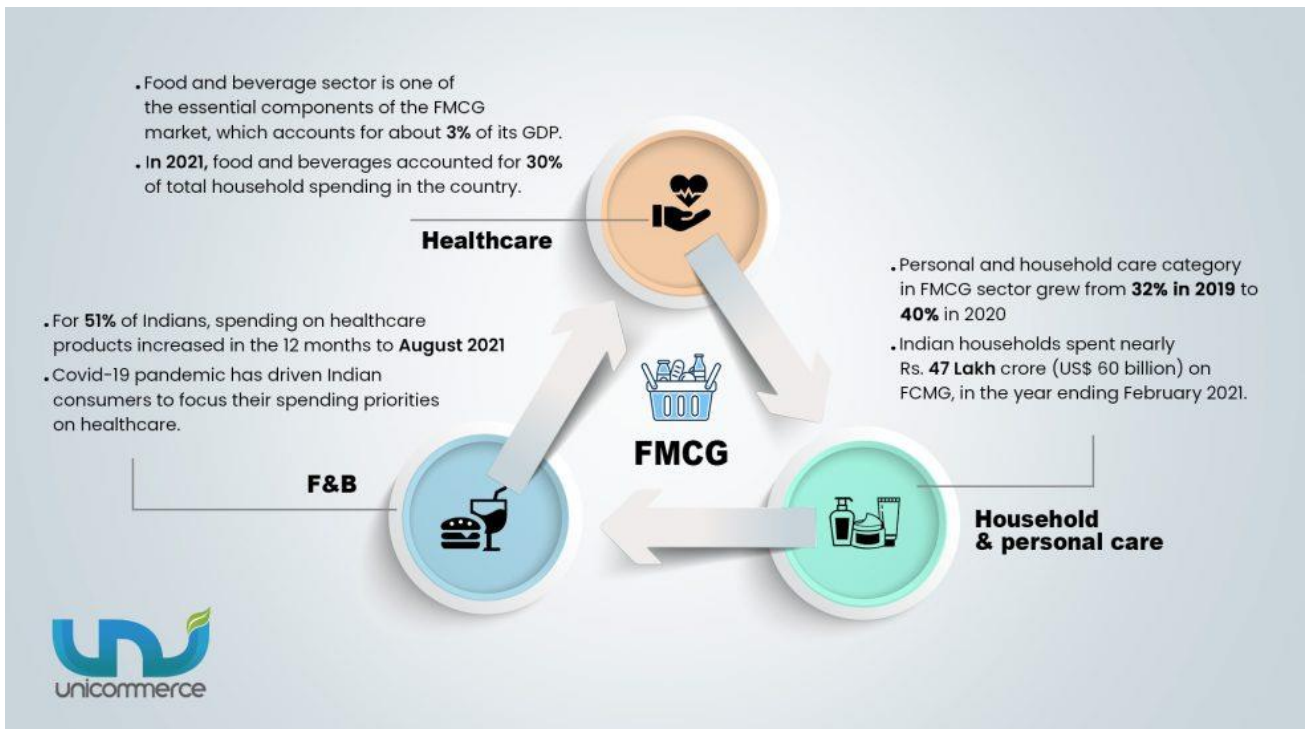 . Food and beverage sector is one of
the essential components of the FMCG
market, which accounts for about 3% of its GDP.
. In 2021, food and beverages accounted for 30%
of total household spending in the country.
Healthcare
. For 51% of Indians, spending on healthcare
products increased in the 12 months to August 2021
. Covid-19 pandemic has driven Indian
consumers to focus their spending priorities
on healthcare.
F&B
FMCG
. Personal and household care category
in FMCG sector grew from 32% in 2019 to
40% in 2020
. Indian households spent nearly
Rs. 47 Lakh crore (US$ 60 billion) on
FCMG, in the year ending February 2021.
Household
& personal care
unicommerce